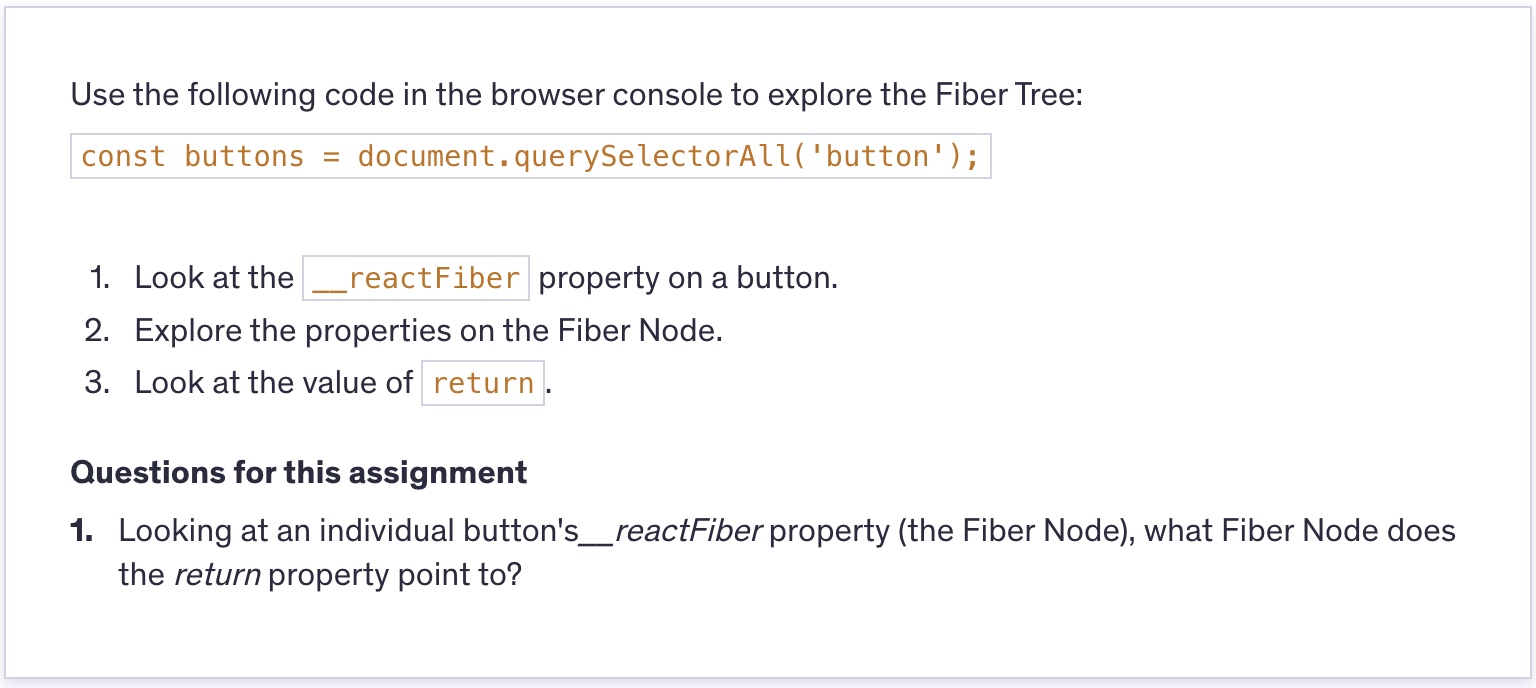 Use the following code in the browser console to explore the Fiber Tree:
const buttons = document.querySelectorAll('button');
1. Look at the __reactFiber property on a button.
2. Explore the properties on the Fiber Node.
3. Look at the value of return.
Questions for this assignment
1. Looking at an individual button's__reactFiber property (the Fiber Node), what Fiber Node does
the return property point to?